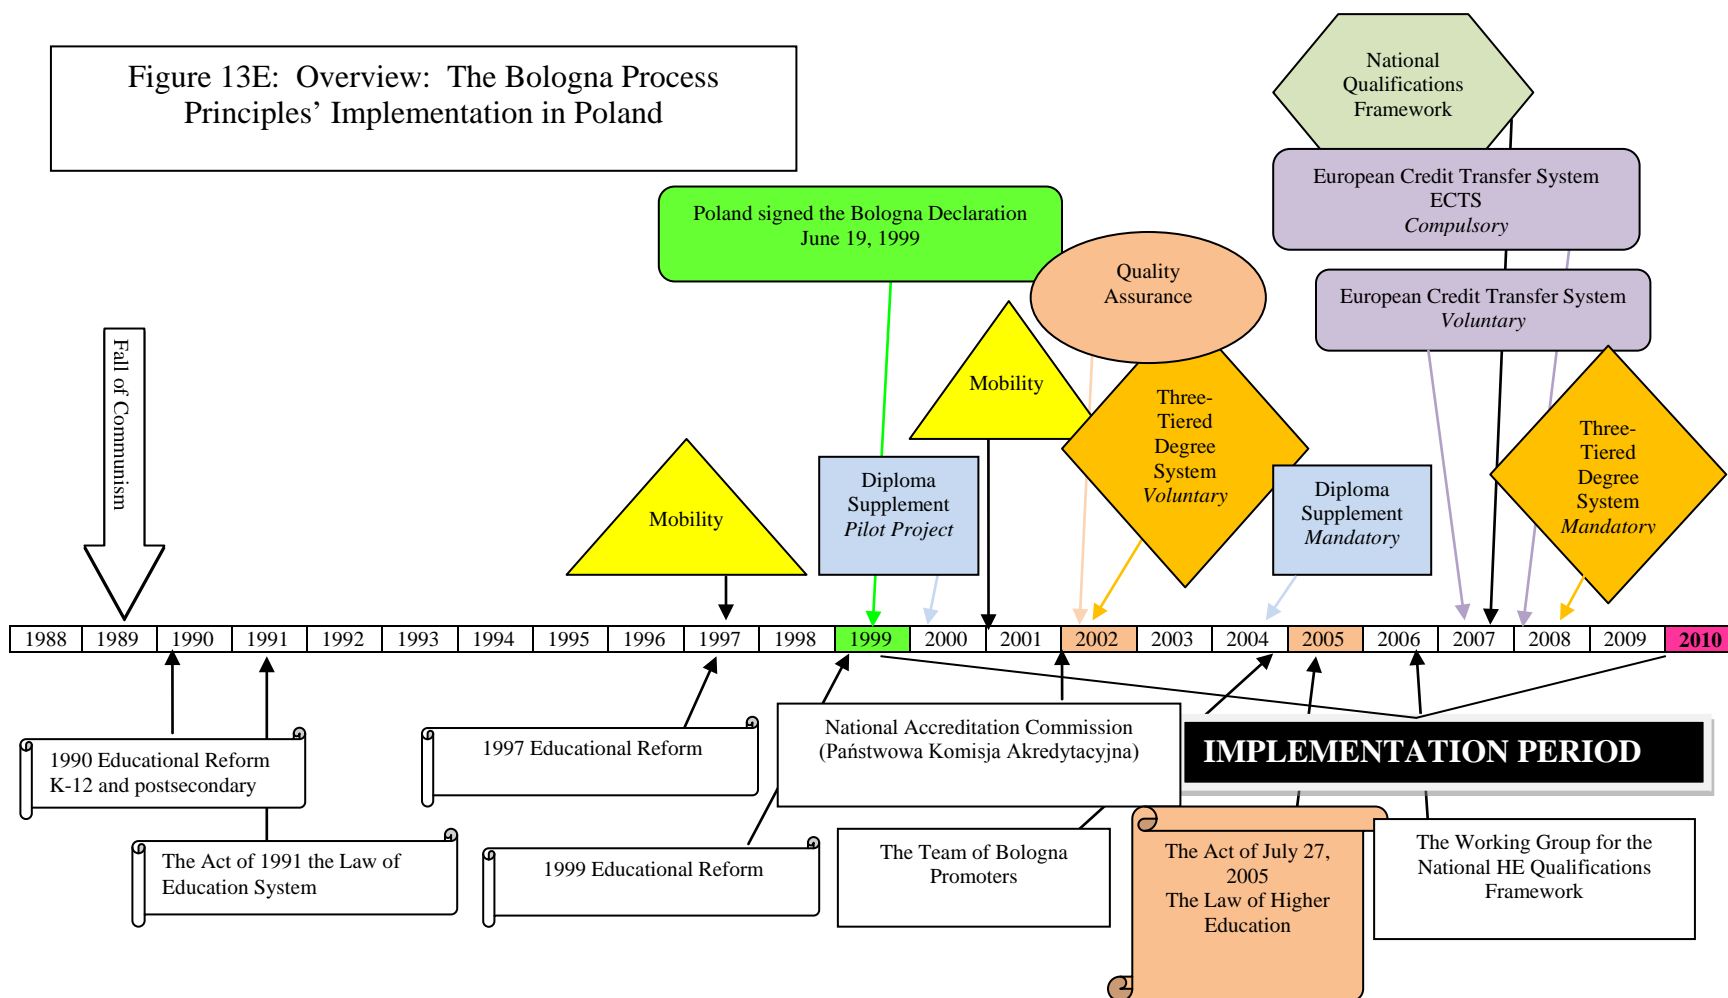 Figure 13E: Overview: The Bologna Process
Principles' Implementation in Poland
National
Qualifications
Framework
European Credit Transfer System
ECTS
Compulsory
Poland signed the Bologna Declaration
June 19, 1999
Quality
Assurance
European Credit Transfer System
Voluntary
Fall of Communism
Mobility
Three-
Tiered
Degree
System
Voluntary
Three-
Tiered
Degree
System
Mandatory
Mobility
Diploma
Supplement
Pilot Project
Diploma
Supplement
Mandatory
1988 1989 1990 1991 1992 1993 1994 1995 1996 1997 1998 1999 2000 2001 2002 2003 2004 2005 2006 2007 2008 2009 2010
1990 Educational Reform
K-12 and postsecondary
1997 Educational Reform
National Accreditation Commission
(Państwowa Komisja Akredytacyjna)
IMPLEMENTATION PERIOD
The Act of 1991 the Law of
Education System
1999 Educational Reform
The Team of Bologna
Promoters
The Act of July 27,
2005
The Law of Higher
Education
The Working Group for the
National HE Qualifications
Framework